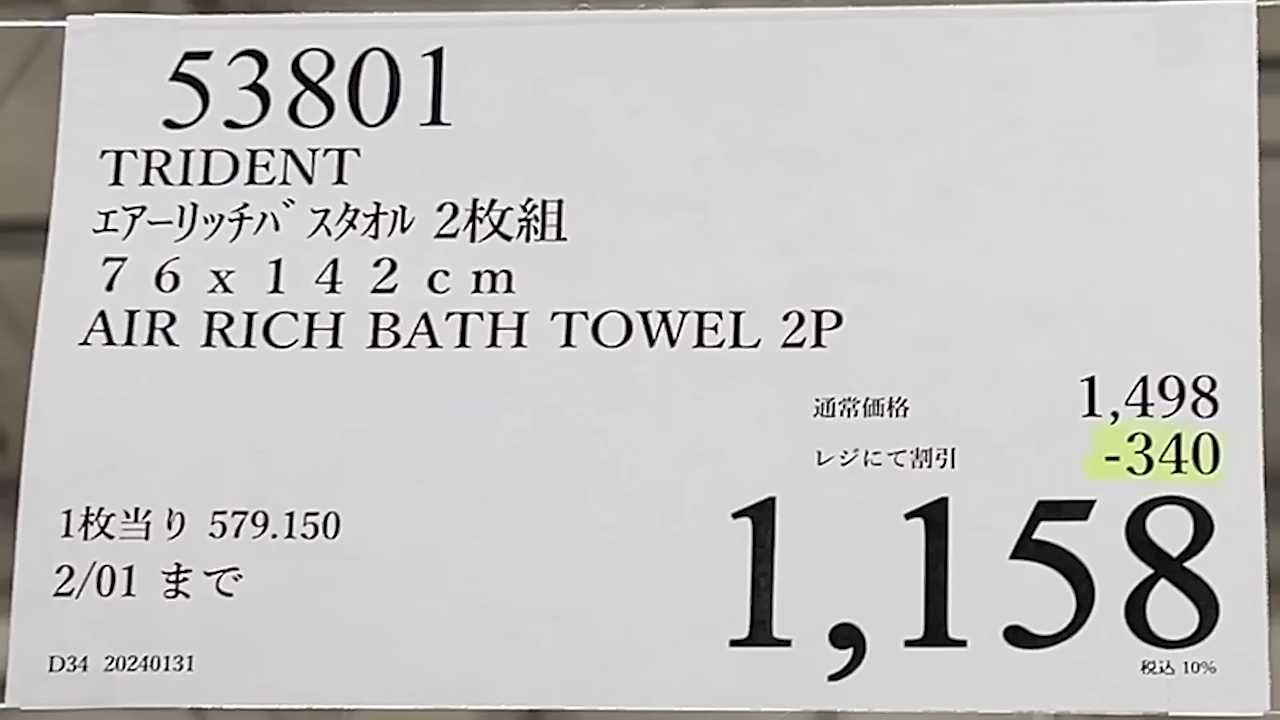 53801
TRIDENT
ｴｱｰﾘｯﾁﾊﾞｽﾀｵﾙ 2枚組
７６ｘ１４２ｃｍ
AIR RICH BATH TOWEL 2P
通常価格 1,498
レジにて割引 -340
1,158
1枚当り 579.150
2/01 まで
税込 10%
D34 20240131